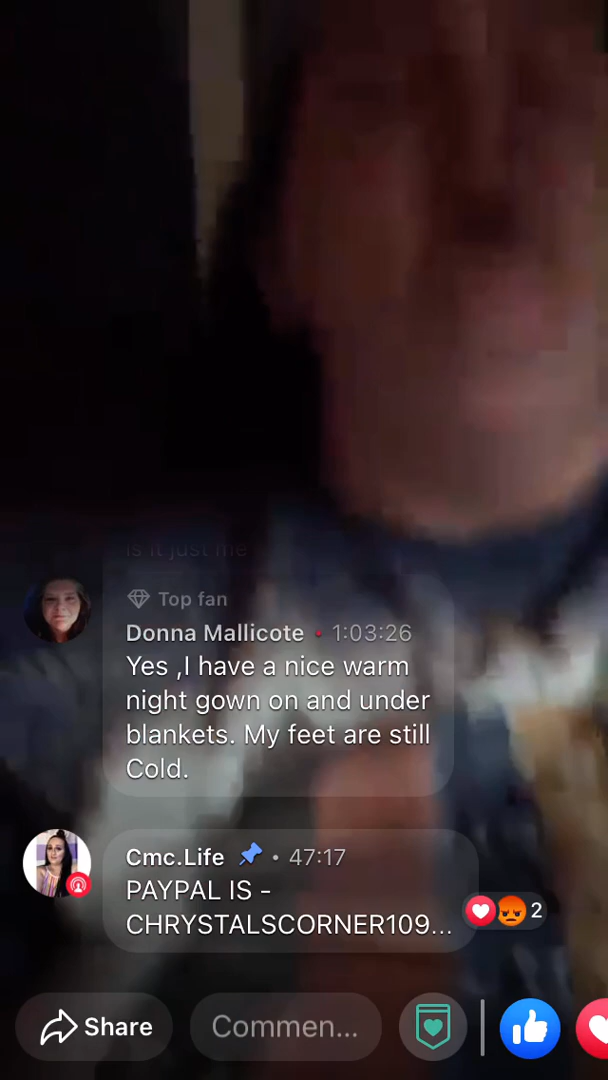 is it just me
Top fan
Donna Mallicote • 1:03:26
Yes ,I have a nice warm
night gown on and under
blankets. My feet are still
Cold.
Cmc.Life • 47:17
PAYPAL IS -
CHRYSTALSCORNER109...
2
Share
Commen...